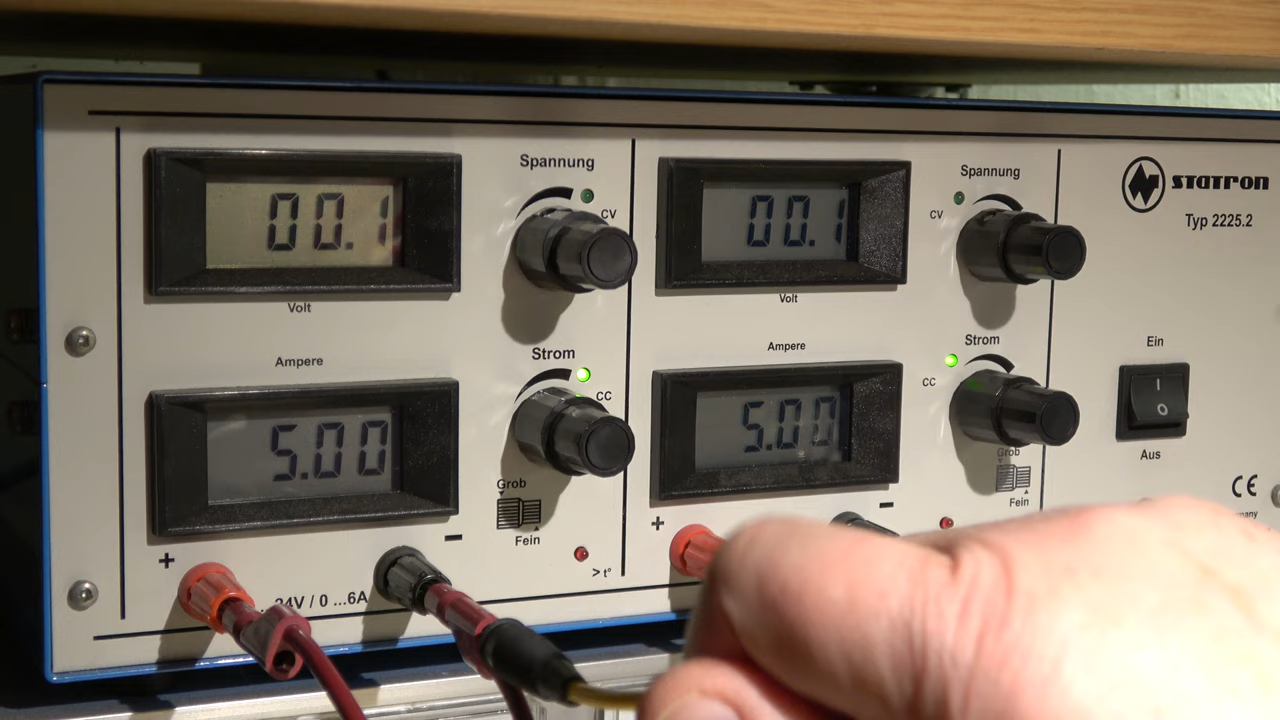 Spannung
CV
00.1
Volt
Ampere
Strom
CC
5.00
Grob
Fein
+
−
> t°
...24V / 0 ...6A
Spannung
CV
00.1
Volt
Ampere
Strom
CC
5.00
Grob
Fein
+
−
STATRON
Typ 2225.2
Ein
I
O
Aus
CE